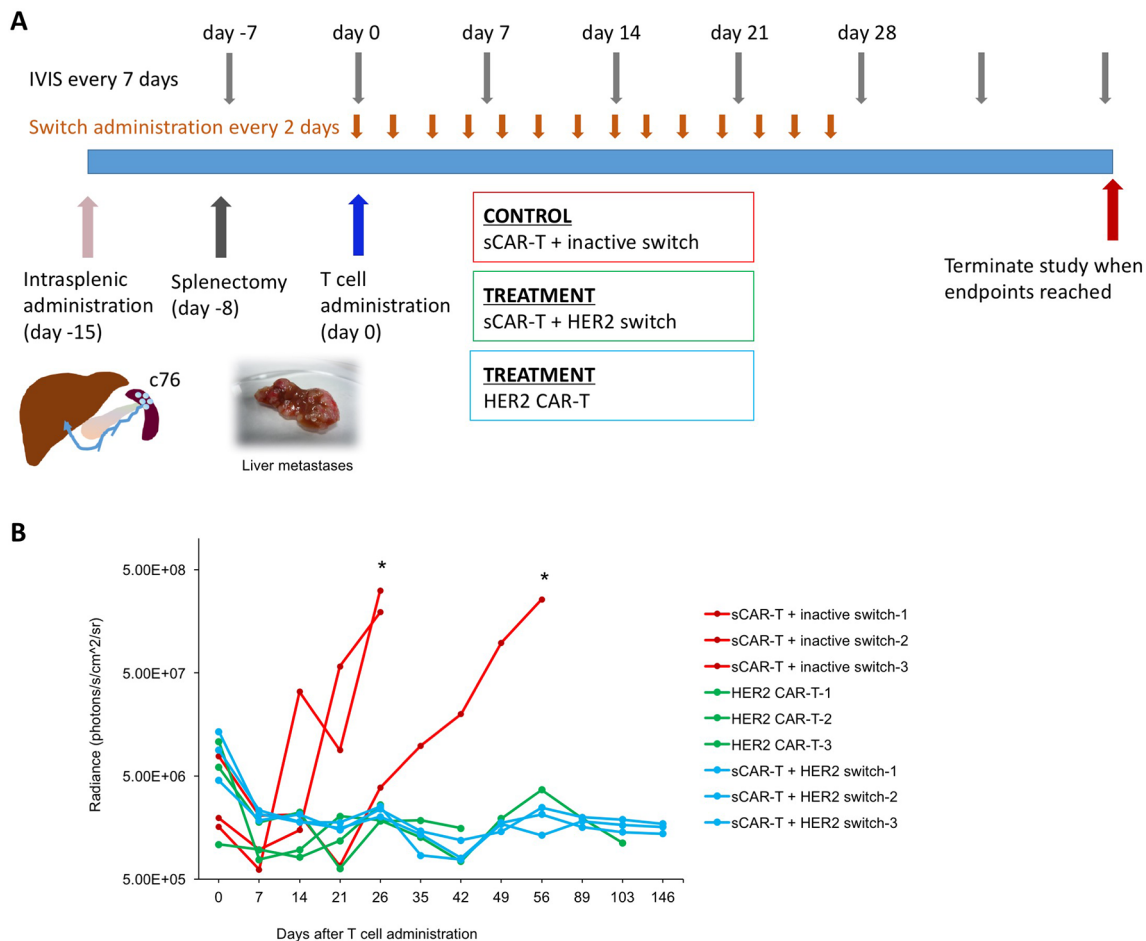 A
day -7
day 0
day 7
day 14
day 21
day 28
IVIS every 7 days
Switch administration every 2 days
Intrasplenic
administration
(day -15)
Splenectomy
(day -8)
T cell
administration
(day 0)
CONTROL
sCAR-T + inactive switch
TREATMENT
sCAR-T + HER2 switch
TREATMENT
HER2 CAR-T
Terminate study when
endpoints reached
c76
Liver metastases
B
Radiance (photons/s/cm^2/sr)
5.00E+08
5.00E+07
5.00E+06
5.00E+05
*
*
0 7 14 21 26 35 42 49 56 89 103 146
Days after T cell administration
sCAR-T + inactive switch-1
sCAR-T + inactive switch-2
sCAR-T + inactive switch-3
HER2 CAR-T-1
HER2 CAR-T-2
HER2 CAR-T-3
sCAR-T + HER2 switch-1
sCAR-T + HER2 switch-2
sCAR-T + HER2 switch-3